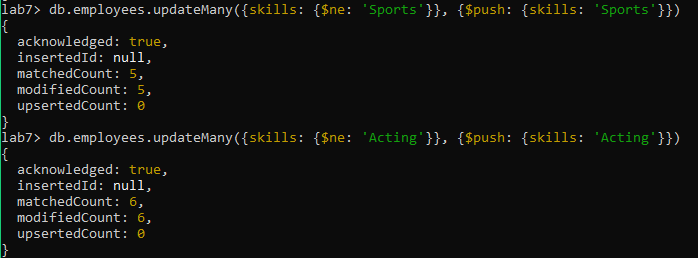 lab7> db.employees.updateMany({skills: {$ne: 'Sports'}}, {$push: {skills: 'Sports'}})
{
  acknowledged: true,
  insertedId: null,
  matchedCount: 5,
  modifiedCount: 5,
  upsertedCount: 0
}
lab7> db.employees.updateMany({skills: {$ne: 'Acting'}}, {$push: {skills: 'Acting'}})
{
  acknowledged: true,
  insertedId: null,
  matchedCount: 6,
  modifiedCount: 6,
  upsertedCount: 0
}